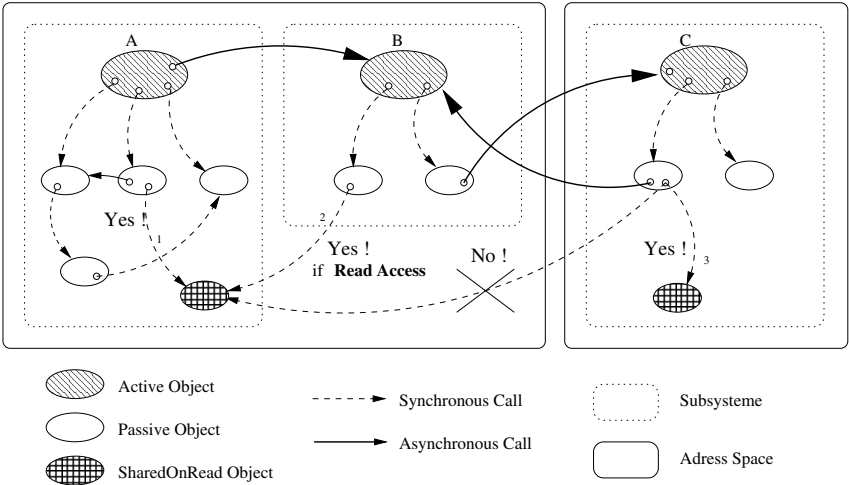 A
B
C
Yes !
1
2
Yes !
if Read Access
No !
Yes !
3
Active Object
Passive Object
SharedOnRead Object
Synchronous Call
Asynchronous Call
Subsysteme
Adress Space